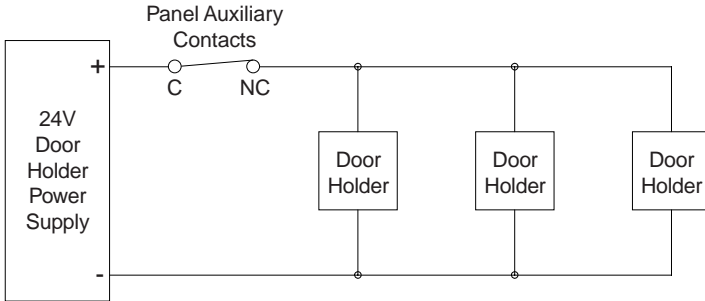 Panel Auxiliary
Contacts
+
C
NC
24V
Door
Holder
Power
Supply
-
Door
Holder
Door
Holder
Door
Holder